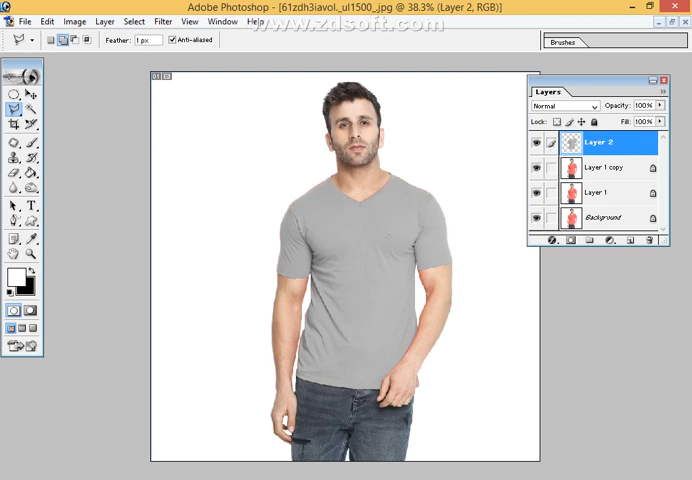 Adobe Photoshop - [61zdh3iavol._ul1500_.jpg @ 38.3% (Layer 2, RGB)]
File Edit Image Layer Select Filter View Window Help
www.zdsoft.com
Feather: 1 px Anti-aliased
Brushes
Layers
Normal Opacity: 100%
Lock: Fill: 100%
Layer 2
Layer 1 copy
Layer 1
Background